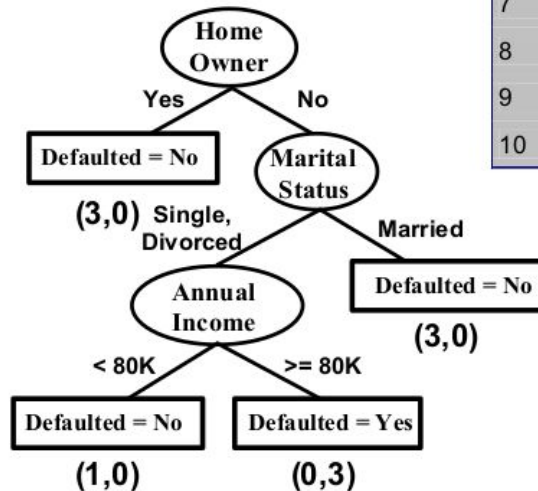 Home
Owner
7
8
9
10
Yes
No
Defaulted = No
Marital
Status
(3,0)
Single,
Divorced
Married
Annual
Income
Defaulted = No
(3,0)
< 80K
>= 80K
Defaulted = No
Defaulted = Yes
(1,0)
(0,3)